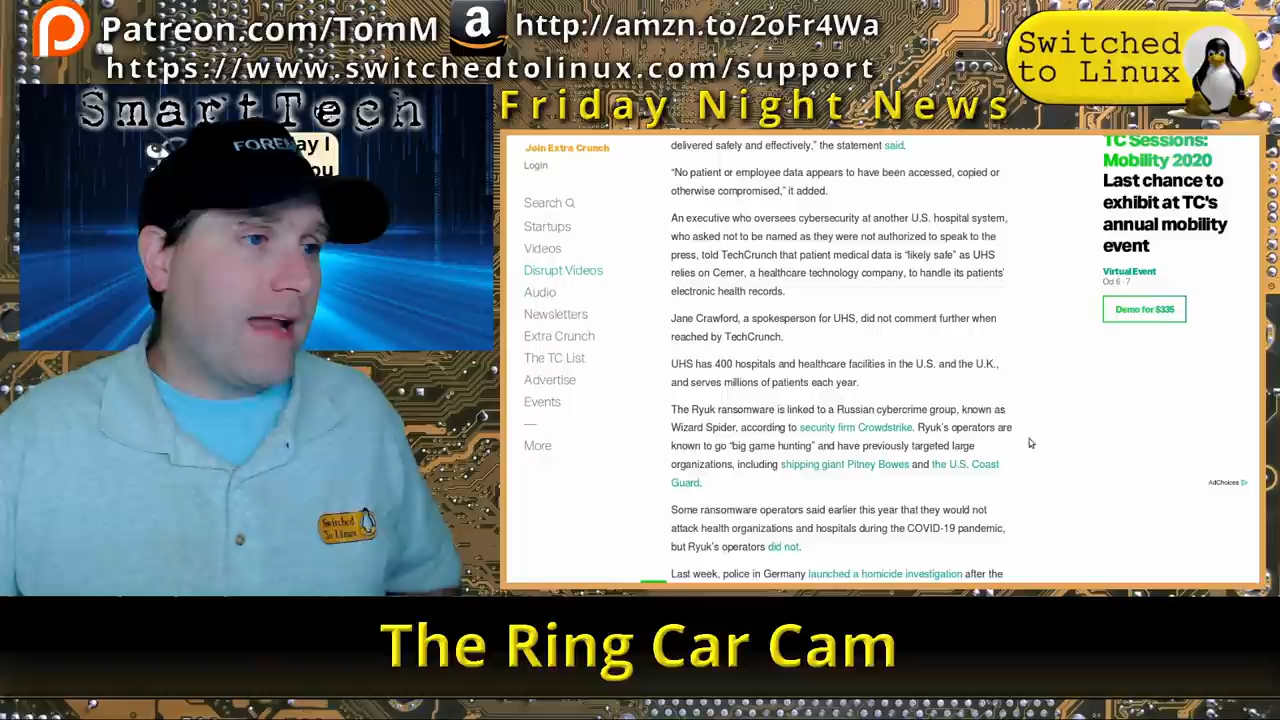 Patreon.com/TomM
http://amzn.to/2oFr4Wa
https://www.switchedtolinux.com/support
Switched
to Linux
SmartTech
Friday Night News
ay I
ou
Switched
To Linux
Join Extra Crunch
Login
Search
Startups
Videos
Disrupt Videos
Audio
Newsletters
Extra Crunch
The TC List
Advertise
Events
—
More
delivered safely and effectively,” the statement said.
“No patient or employee data appears to have been accessed, copied or
otherwise compromised,” it added.
An executive who oversees cybersecurity at another U.S. hospital system,
who asked not to be named as they were not authorized to speak to the
press, told TechCrunch that patient medical data is “likely safe” as UHS
relies on Cerner, a healthcare technology company, to handle its patients’
electronic health records.
Jane Crawford, a spokesperson for UHS, did not comment further when
reached by TechCrunch.
UHS has 400 hospitals and healthcare facilities in the U.S. and the U.K.,
and serves millions of patients each year.
The Ryuk ransomware is linked to a Russian cybercrime group, known as
Wizard Spider, according to security firm Crowdstrike. Ryuk’s operators are
known to go “big game hunting” and have previously targeted large
organizations, including shipping giant Pitney Bowes and the U.S. Coast
Guard.
Some ransomware operators said earlier this year that they would not
attack health organizations and hospitals during the COVID-19 pandemic,
but Ryuk’s operators did not.
Last week, police in Germany launched a homicide investigation after the
TC Sessions:
Mobility 2020
Last chance to
exhibit at TC's
annual mobility
event
Virtual Event
Oct 6 - 7
Demo for $335
AdChoices
The Ring Car Cam